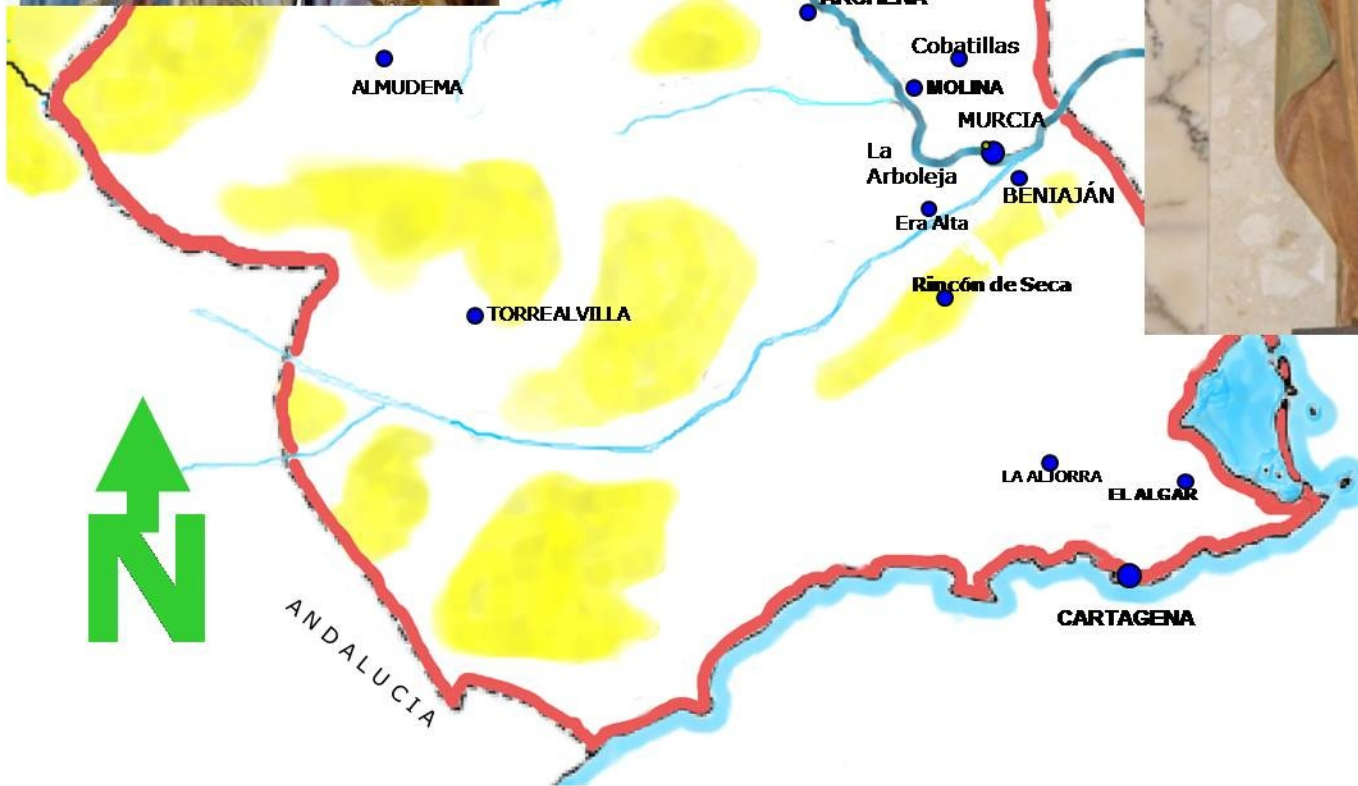 Cobatillas
ALMUDEMA
MOLINA
MURCIA
La
Arboleja
BENIAJÁN
Era Alta
Rincón de Seca
TORREALVILLA
LA ALJORRA
EL ALGAR
N
ANDALUCIA
CARTAGENA